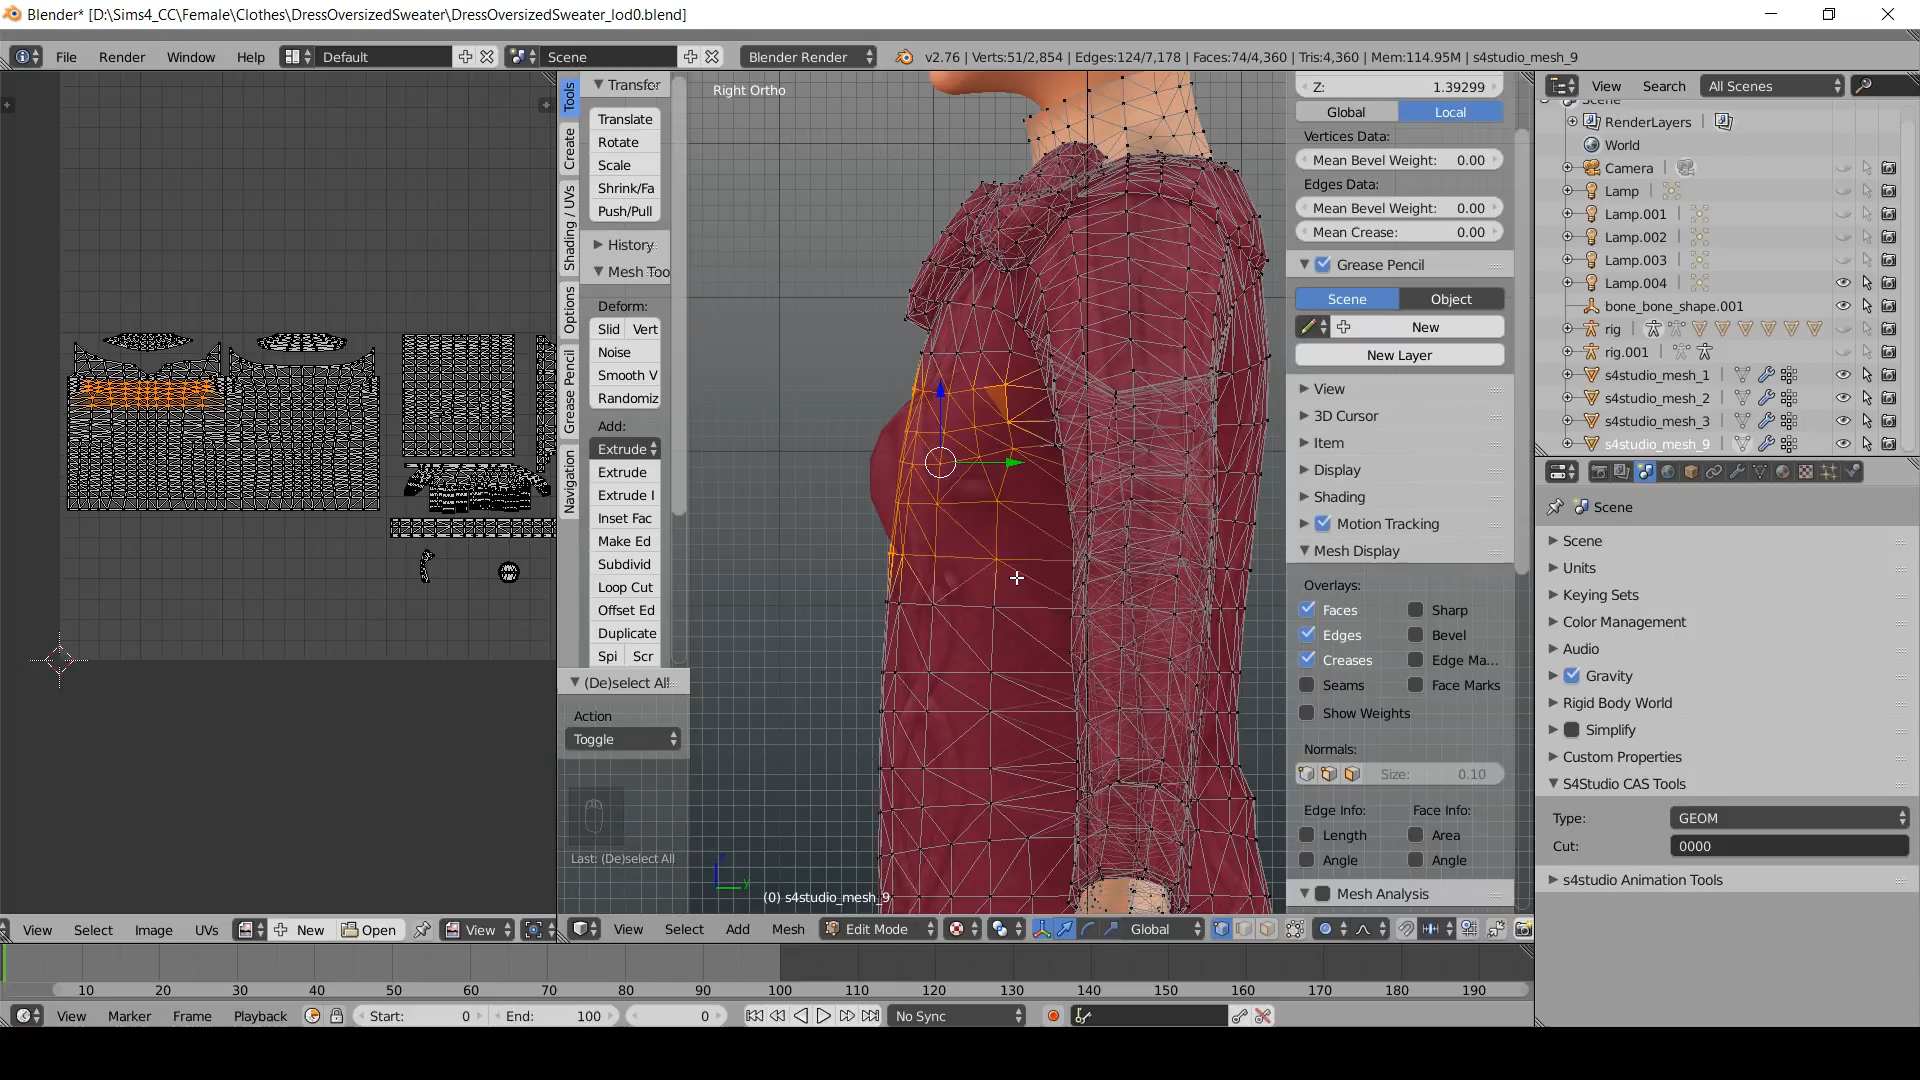 Blender* [D:\Sims4_CC\Female\Clothes\DressOversizedSweater\DressOversizedSweater_lod0.blend]
File Render Window Help Default Scene Blender Render v2.76 | Verts:51/2,854 | Edges:124/7,178 | Faces:74/4,360 | Tris:4,360 | Mem:114.95M | s4studio_mesh_9
Tools
Create
Shading / UVs
Options
Grease Pencil
Navigation
Transfor
Translate
Rotate
Scale
Shrink/Fa
Push/Pull
History
Mesh Too
Deform:
Slid Vert
Noise
Smooth V
Randomiz
Add:
Extrude
Extrude
Extrude I
Inset Fac
Make Ed
Subdivid
Loop Cut
Offset Ed
Duplicate
Spi Scr
(De)select All
Action
Toggle
Last: (De)select All
Right Ortho
(0) s4studio_mesh_9
Z: 1.39299
Global Local
Vertices Data:
Mean Bevel Weight: 0.00
Edges Data:
Mean Bevel Weight: 0.00
Mean Crease: 0.00
Grease Pencil
Scene Object
New
New Layer
View
3D Cursor
Item
Display
Shading
Motion Tracking
Mesh Display
Overlays:
Faces Sharp
Edges Bevel
Creases Edge Ma...
Seams Face Marks
Show Weights
Normals:
Size: 0.10
Edge Info: Face Info:
Length Area
Angle Angle
Mesh Analysis
View Search All Scenes
Scene
RenderLayers
World
Camera
Lamp
Lamp.001
Lamp.002
Lamp.003
Lamp.004
bone_bone_shape.001
rig
rig.001
s4studio_mesh_1
s4studio_mesh_2
s4studio_mesh_3
s4studio_mesh_9
Scene
Scene
Units
Keying Sets
Color Management
Audio
Gravity
Rigid Body World
Simplify
Custom Properties
S4Studio CAS Tools
Type: GEOM
Cut: 0000
s4studio Animation Tools
View Select Image UVs New Open View
View Select Add Mesh Edit Mode Global
10 20 30 40 50 60 70 80 90 100 110 120 130 140 150 160 170 180 190
View Marker Frame Playback Start: 0 End: 100 0 No Sync